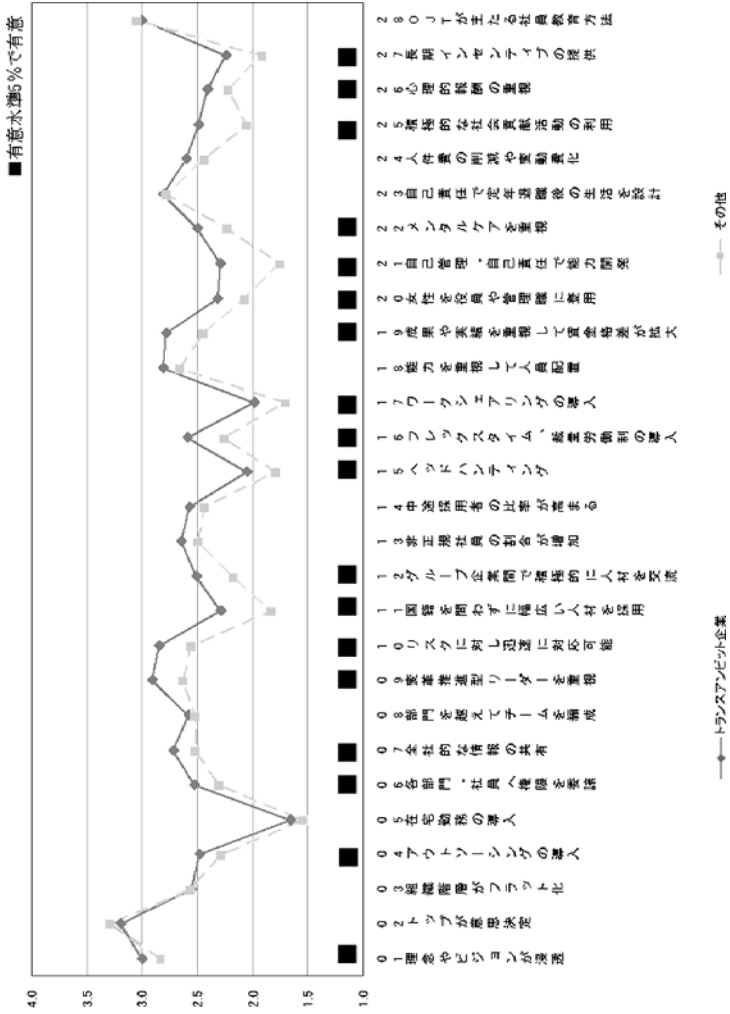 ■有意水準5％で有意
4.0
3.5
3.0
2.5
2.0
1.5
1.0
01理念やビジョンが浸透
02トップが意思決定
03組織階層がフラット化
04アウトソーシングの導入
05在宅勤務の導入
06各部門・社員へ権限を委譲
07全社的な情報の共有
08部門を越えてチームを編成
09変革推進型リーダーを重視
10リスクに対し迅速に対応可能
11国籍を問わずに幅広い人材を採用
12グループ企業間で積極的に人材を交流
13非正規社員の割合が増加
14中途採用者の比率が高まる
15ヘッドハンティング
16フレックスタイム、裁量労働制の導入
17ワークシェアリングの導入
18能力を重視して人員配置
19成果や実績を重視して賃金格差が拡大
20女性を役員や管理職に登用
21自己管理・自己責任で能力開発
22メンタルケアを重視
23自己責任で定年退職後の生活を設計
24人件費の削減や変動費化
25積極的な社会貢献活動の利用
26心理的報酬の重視
27長期インセンティブの提供
28OJTが主たる社員教育方法
トランスアンビット企業
その他